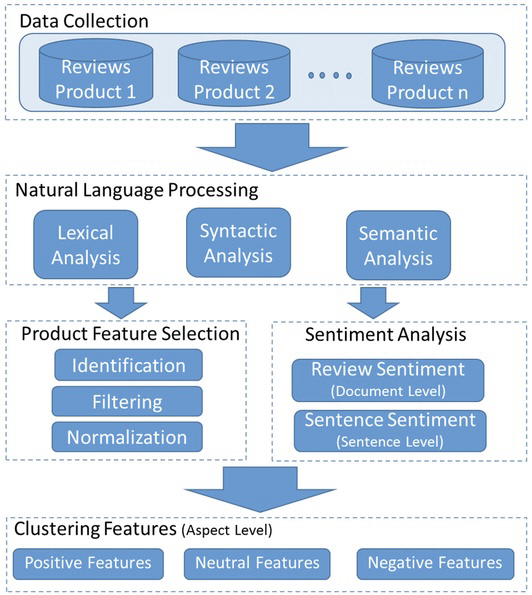 Data Collection
Reviews
Product 1
Reviews
Product 2
Reviews
Product n
Natural Language Processing
Lexical
Analysis
Syntactic
Analysis
Semantic
Analysis
Product Feature Selection
Identification
Filtering
Normalization
Sentiment Analysis
Review Sentiment
(Document Level)
Sentence Sentiment
(Sentence Level)
Clustering Features (Aspect Level)
Positive Features
Neutral Features
Negative Features